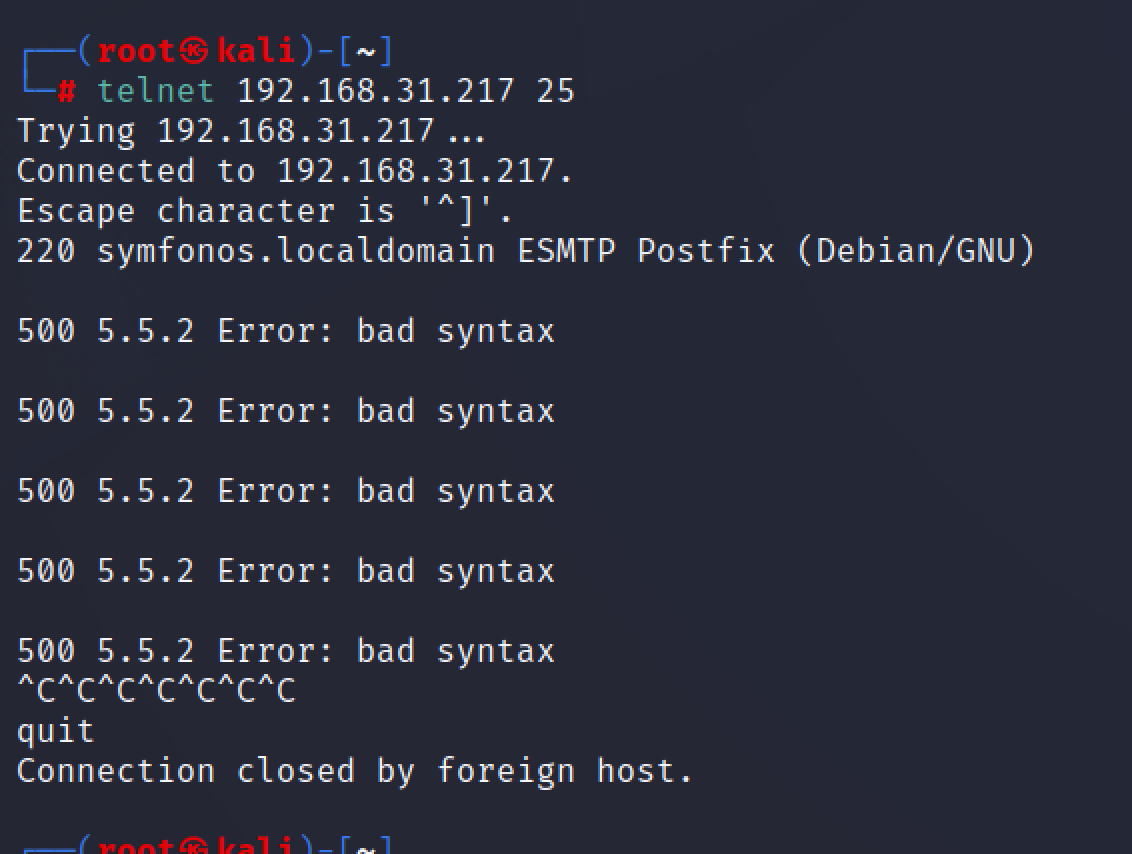 ┌──(root㉿kali)-[~]
└─# telnet 192.168.31.217 25
Trying 192.168.31.217...
Connected to 192.168.31.217.
Escape character is '^]'.
220 symfonos.localdomain ESMTP Postfix (Debian/GNU)
500 5.5.2 Error: bad syntax
500 5.5.2 Error: bad syntax
500 5.5.2 Error: bad syntax
500 5.5.2 Error: bad syntax
500 5.5.2 Error: bad syntax
^C^C^C^C^C^C^C
quit
Connection closed by foreign host.
┌──(root㉿kali)-[~]